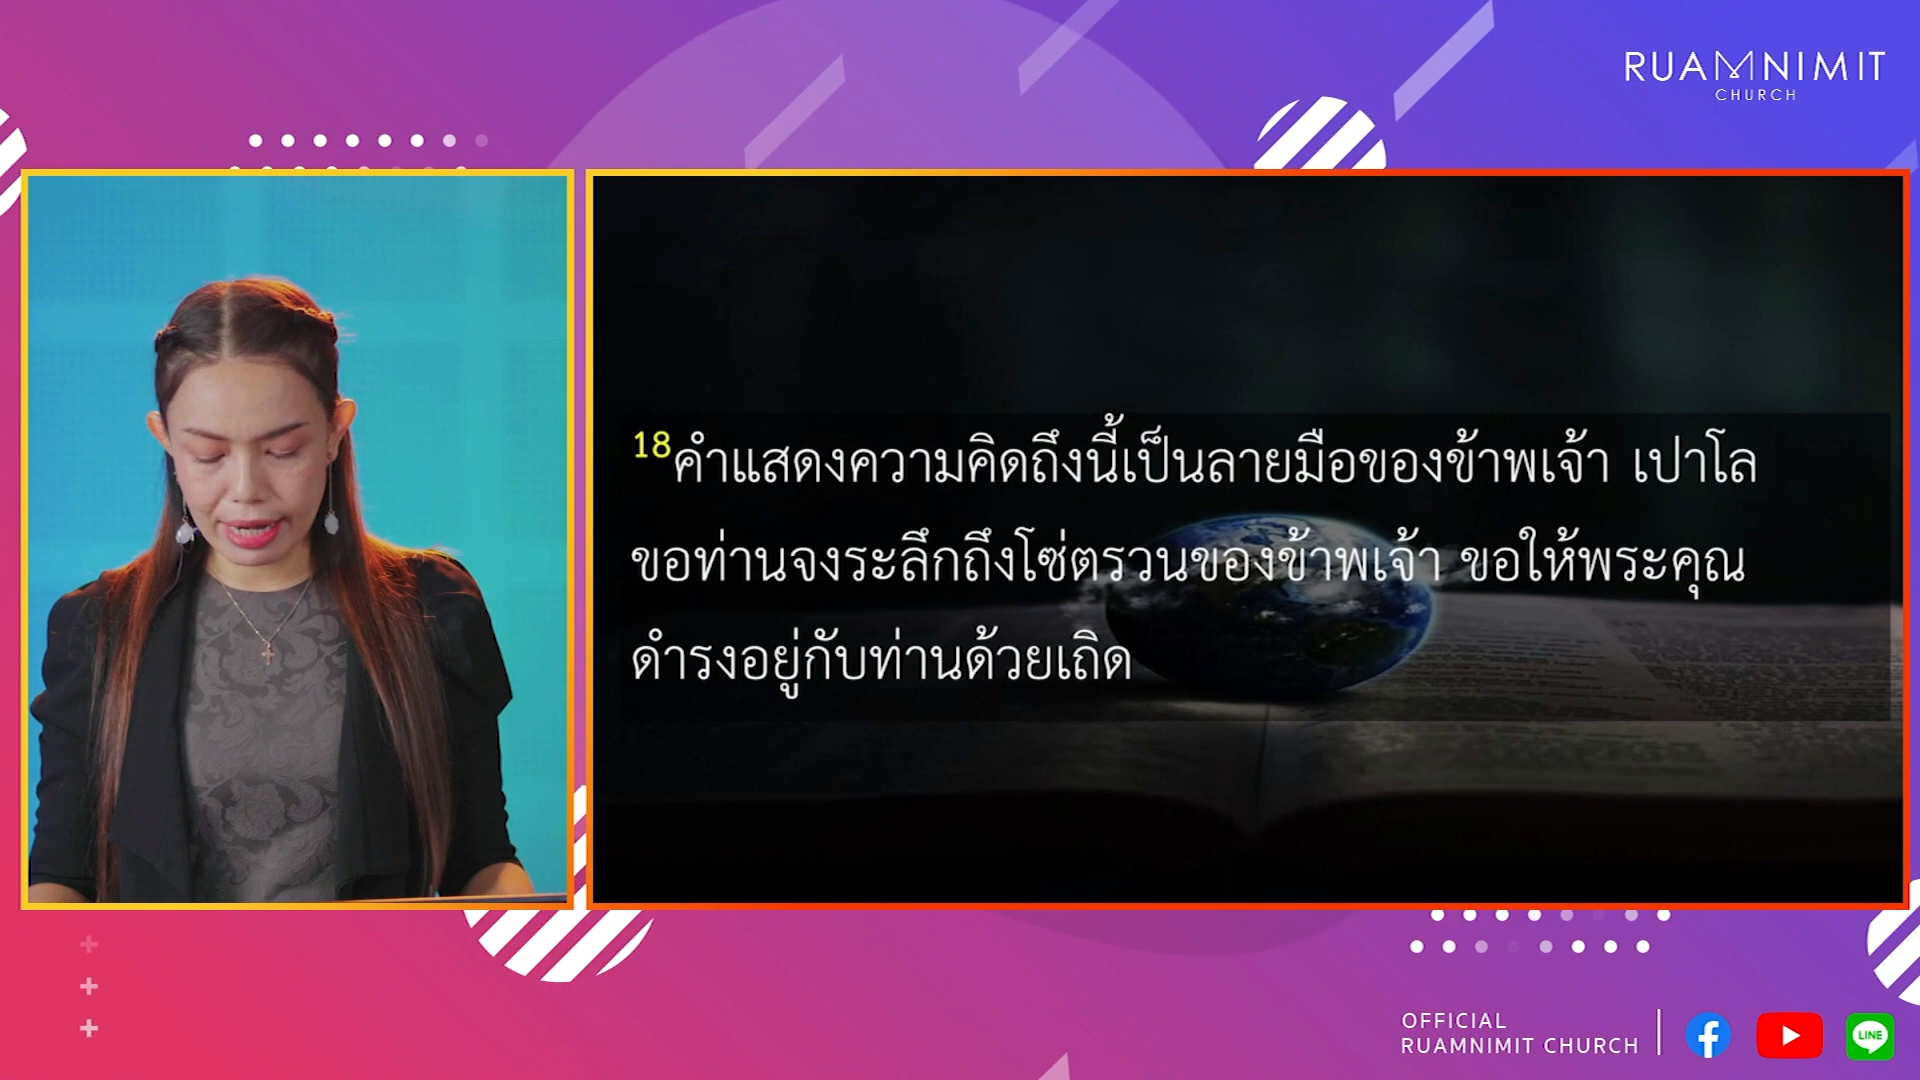 RUAMNIMIT
CHURCH
18คำแสดงความคิดถึงนี้เป็นลายมือของข้าพเจ้า เปาโล
ขอท่านจงระลึกถึงโซ่ตรวนของข้าพเจ้า ขอให้พระคุณ
ดำรงอยู่กับท่านด้วยเถิด
OFFICIAL
RUAMNIMIT CHURCH
LINE